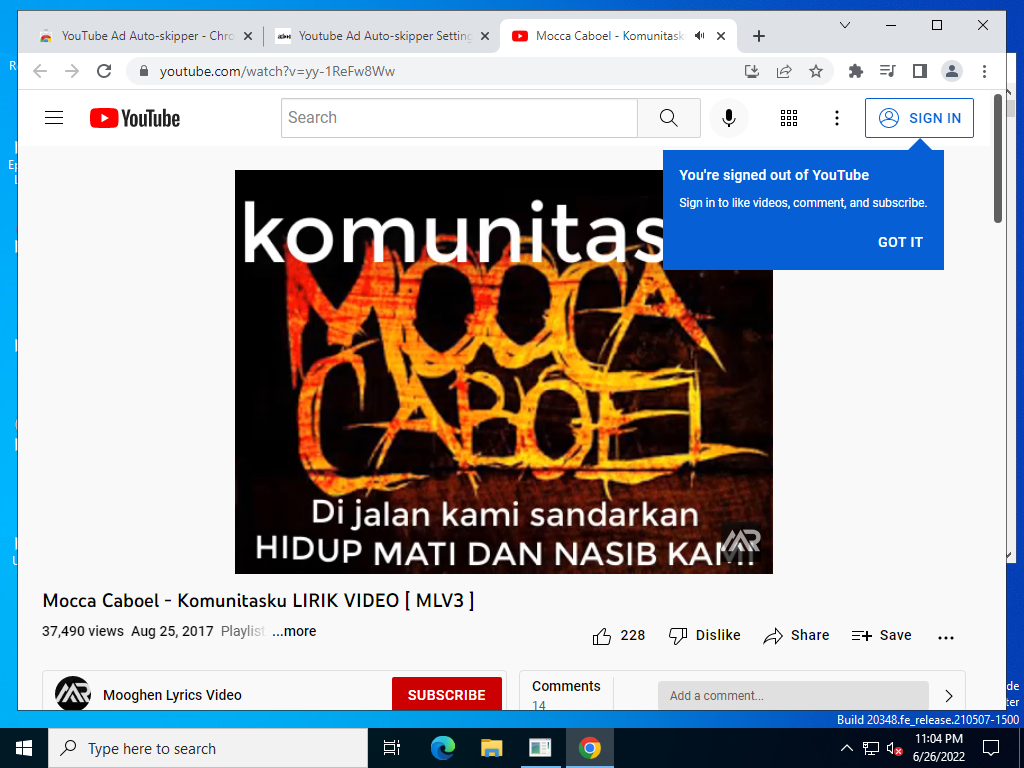 YouTube Ad Auto-skipper - Chro
Youtube Ad Auto-skipper Setting
Mocca Caboel - Komunitask
youtube.com/watch?v=yy-1ReFw8Ww
YouTube
Search
SIGN IN
You're signed out of YouTube
Sign in to like videos, comment, and subscribe.
GOT IT
komunitas
MOCCA
CABOEL
Di jalan kami sandarkan
HIDUP MATI DAN NASIB KAMI
Mocca Caboel - Komunitasku LIRIK VIDEO [ MLV3 ]
37,490 views Aug 25, 2017 Playlist ...more
228 Dislike Share Save
Mooghen Lyrics Video
SUBSCRIBE
Comments
14
Add a comment...
Build 20348.fe_release.210507-1500
Type here to search
11:04 PM
6/26/2022